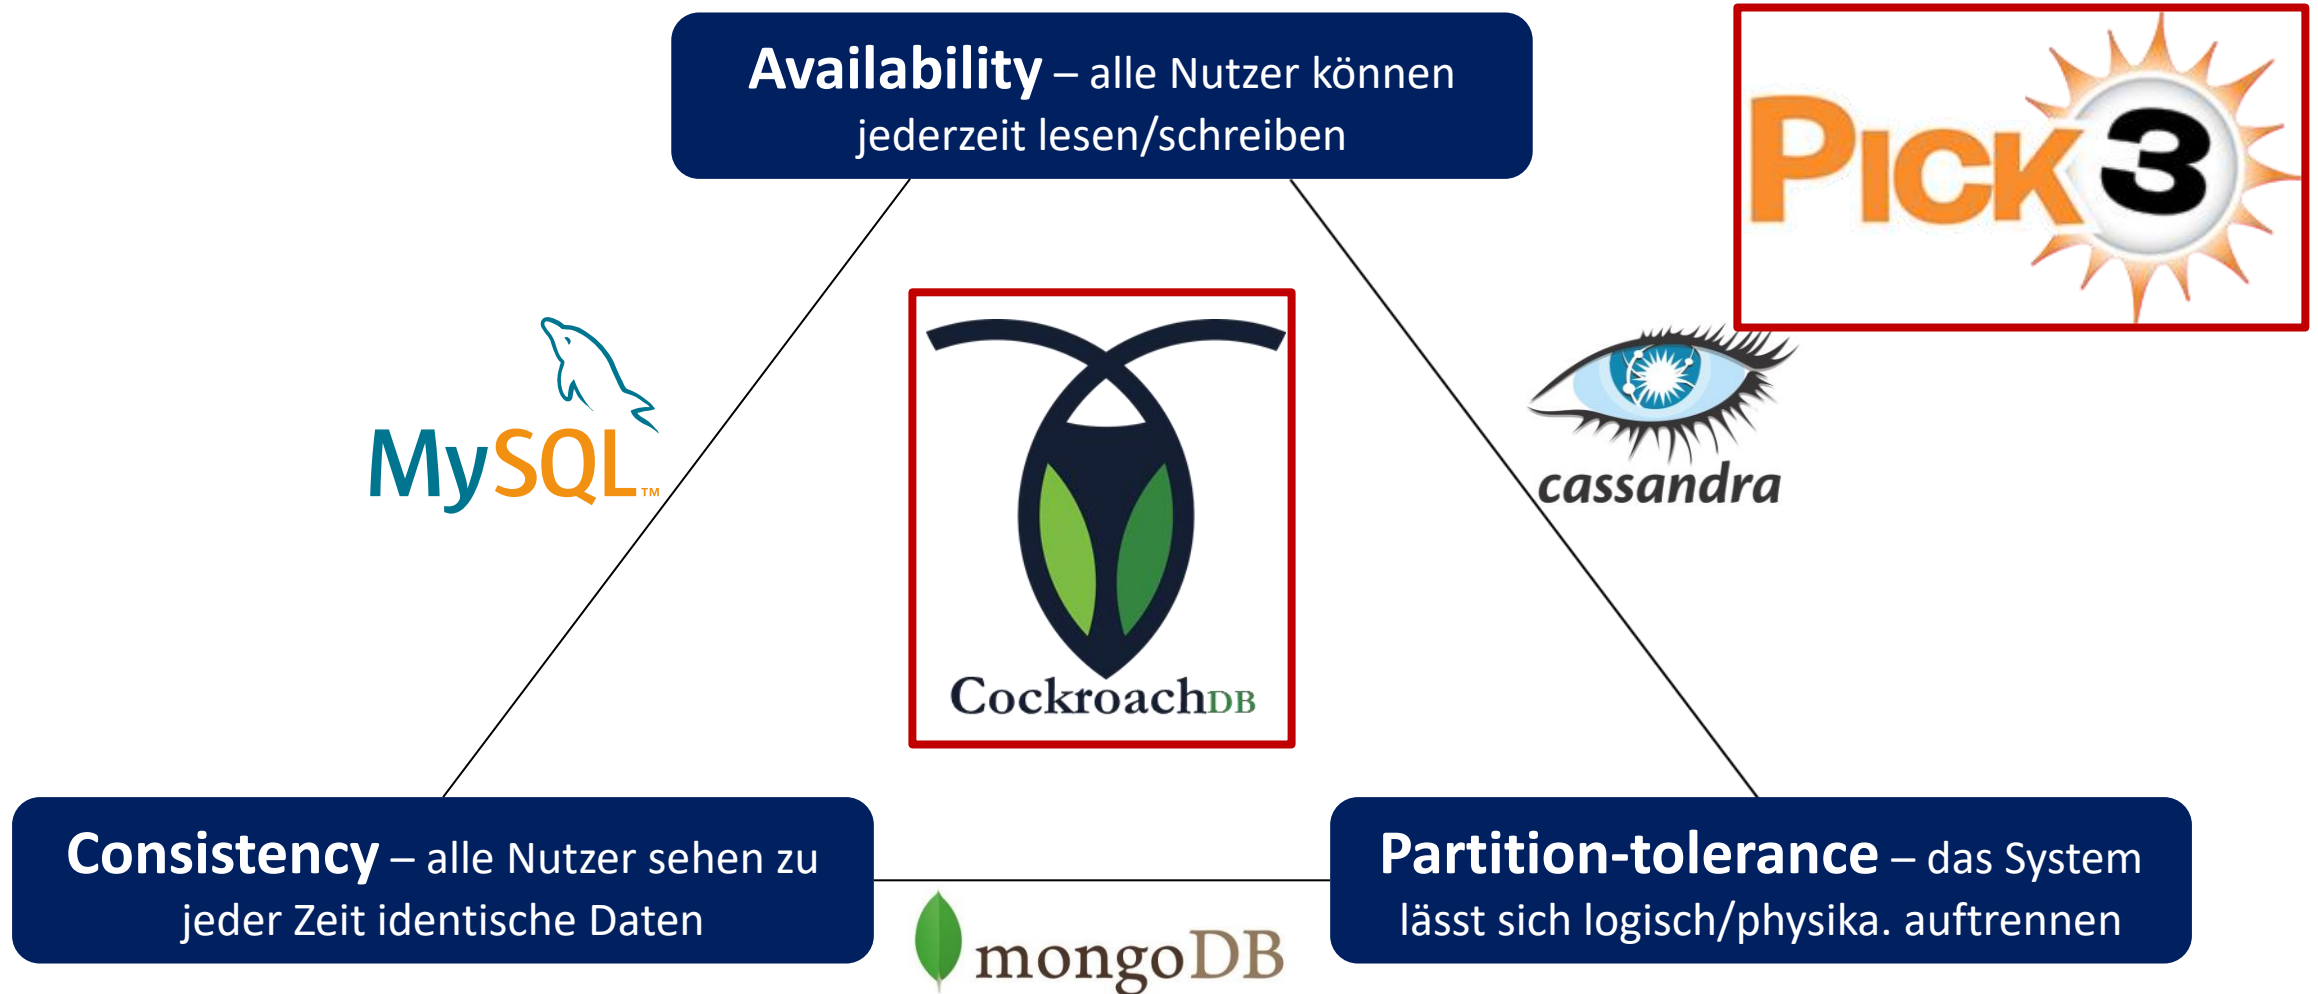 Availability – alle Nutzer können
jederzeit lesen/schreiben
PICK 3
MySQL™
cassandra
CockroachDB
Consistency – alle Nutzer sehen zu
jeder Zeit identische Daten
Partition-tolerance – das System
lässt sich logisch/physika. auftrennen
mongoDB